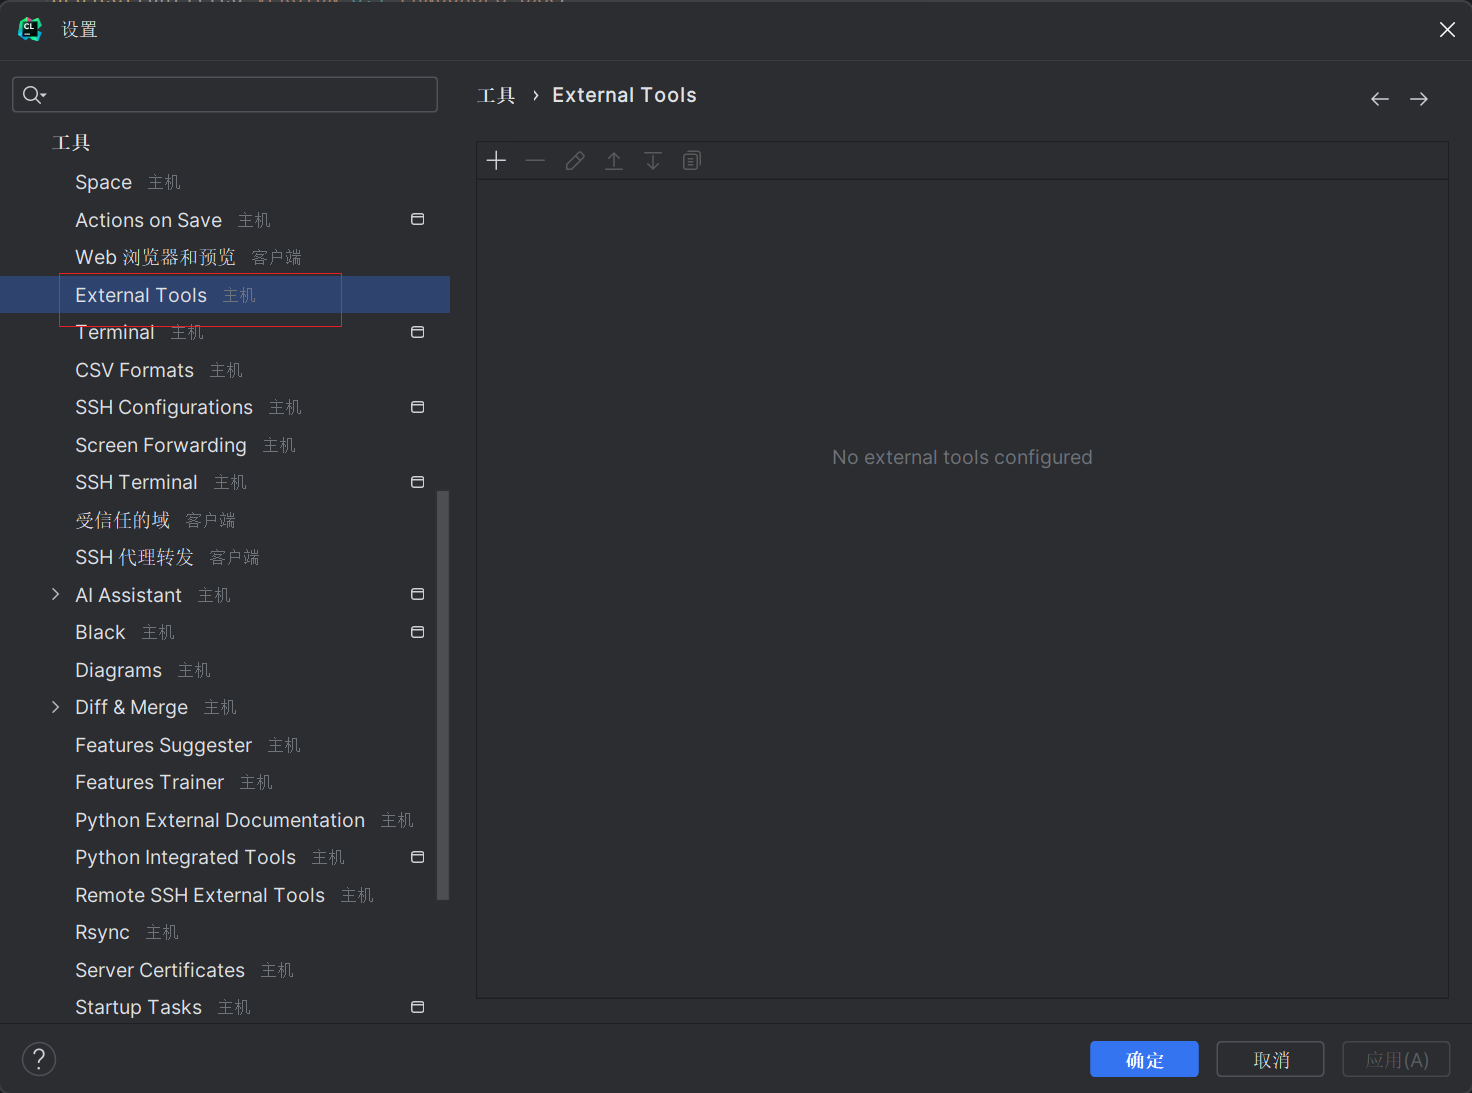 CL
设置
工具 › External Tools
工具
Space 主机
Actions on Save 主机
Web 浏览器和预览 客户端
External Tools 主机
Terminal 主机
CSV Formats 主机
SSH Configurations 主机
Screen Forwarding 主机
SSH Terminal 主机
受信任的域 客户端
SSH 代理转发 客户端
AI Assistant 主机
Black 主机
Diagrams 主机
Diff & Merge 主机
Features Suggester 主机
Features Trainer 主机
Python External Documentation 主机
Python Integrated Tools 主机
Remote SSH External Tools 主机
Rsync 主机
Server Certificates 主机
Startup Tasks 主机
No external tools configured
?
确定
取消
应用(A)